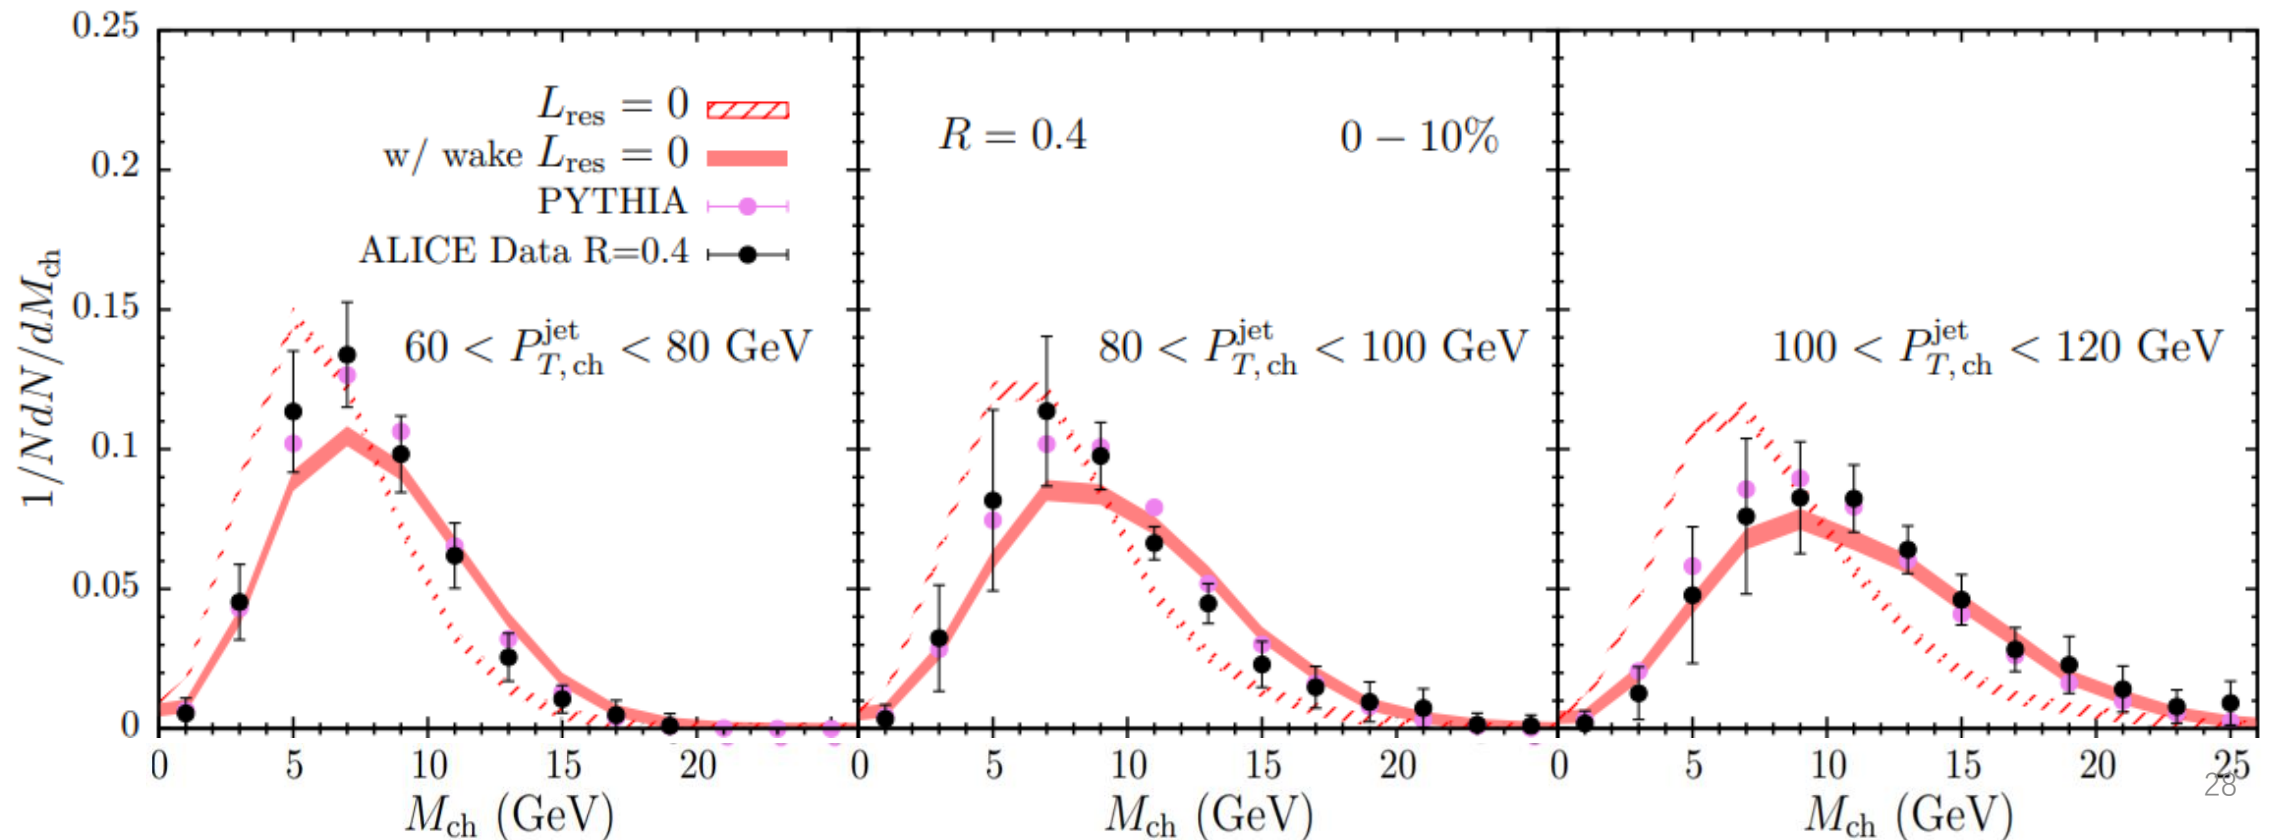 0.25
0.2
0.15
0.1
0.05
0
1/NdN/dM_ch
L_res = 0
w/ wake L_res = 0
PYTHIA
ALICE Data R=0.4
60 < P^jet_T,ch < 80 GeV
R = 0.4
0 − 10%
80 < P^jet_T,ch < 100 GeV
100 < P^jet_T,ch < 120 GeV
0 5 10 15 20 0 5 10 15 20 0 5 10 15 20 25
28
M_ch (GeV) M_ch (GeV) M_ch (GeV)